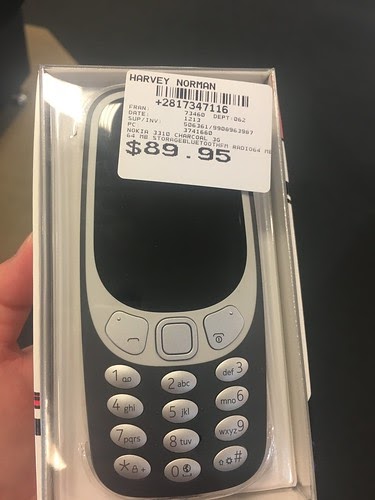 HARVEY NORMAN
+2817347116
FRAN: 73460 DEPT:062
DATE: 1213
SUP/INV: 506361/9900963907
PC: 3741660
NOKIA 3310 CHARCOAL 3G
64 MB STORAGEBLUETOOTHFM RADIO64 MB
$89.95
1 2 abc def 3
4 ghi 5 jkl mno 6
7 pqrs 8 tuv wxyz 9
* + 0 #